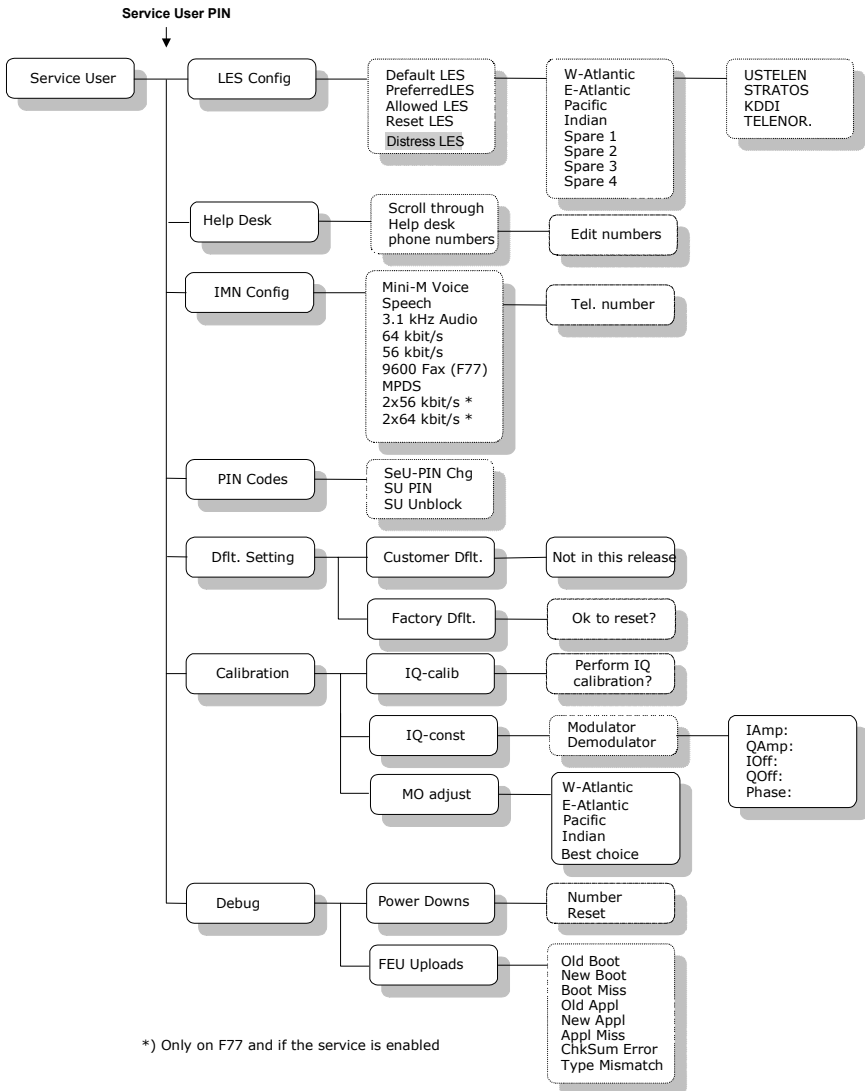 Service User PIN
Service User
LES Config
Default LES
PreferredLES
Allowed LES
Reset LES
Distress LES
W-Atlantic
E-Atlantic
Pacific
Indian
Spare 1
Spare 2
Spare 3
Spare 4
USTELEN
STRATOS
KDDI
TELENOR.
Help Desk
Scroll through
Help desk
phone numbers
Edit numbers
IMN Config
Mini-M Voice
Speech
3.1 kHz Audio
64 kbit/s
56 kbit/s
9600 Fax (F77)
MPDS
2x56 kbit/s *
2x64 kbit/s *
Tel. number
PIN Codes
SeU-PIN Chg
SU PIN
SU Unblock
Dflt. Setting
Customer Dflt.
Not in this release
Factory Dflt.
Ok to reset?
Calibration
IQ-calib
Perform IQ
calibration?
IQ-const
Modulator
Demodulator
IAmp:
QAmp:
IOff:
QOff:
Phase:
MO adjust
W-Atlantic
E-Atlantic
Pacific
Indian
Best choice
Debug
Power Downs
Number
Reset
FEU Uploads
Old Boot
New Boot
Boot Miss
Old Appl
New Appl
Appl Miss
ChkSum Error
Type Mismatch
*) Only on F77 and if the service is enabled